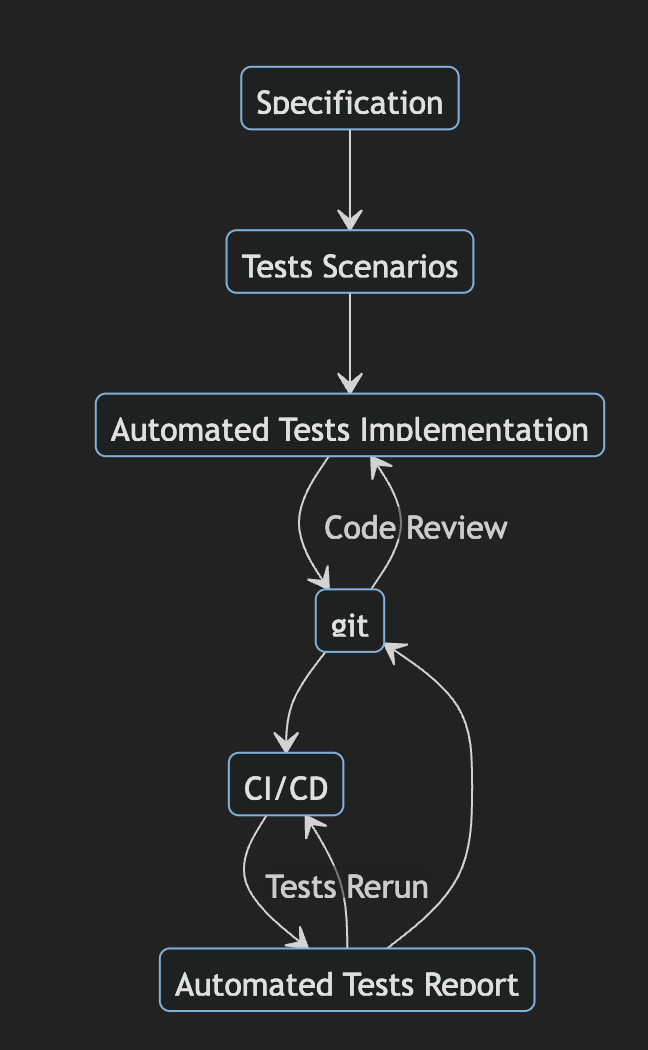 Specification
Tests Scenarios
Automated Tests Implementation
Code Review
git
CI/CD
Tests Rerun
Automated Tests Report